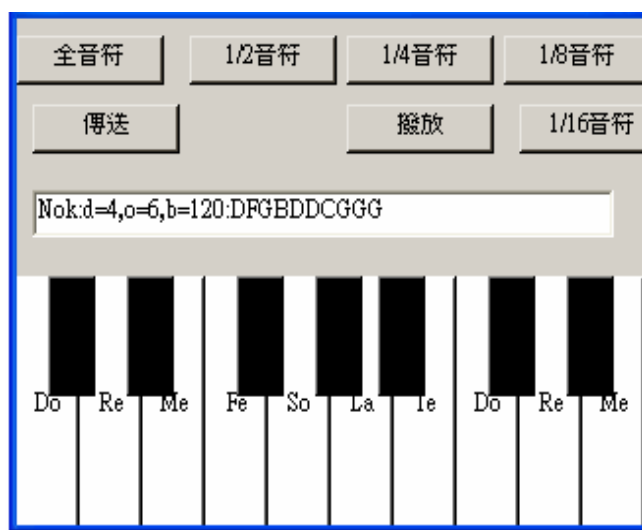 全音符 1/2音符 1/4音符 1/8音符
傳送 撥放 1/16音符
Nok:d=4,o=6,b=120:DFGBDDCGGG
Do Re Me Fe So La Te Do Re Me